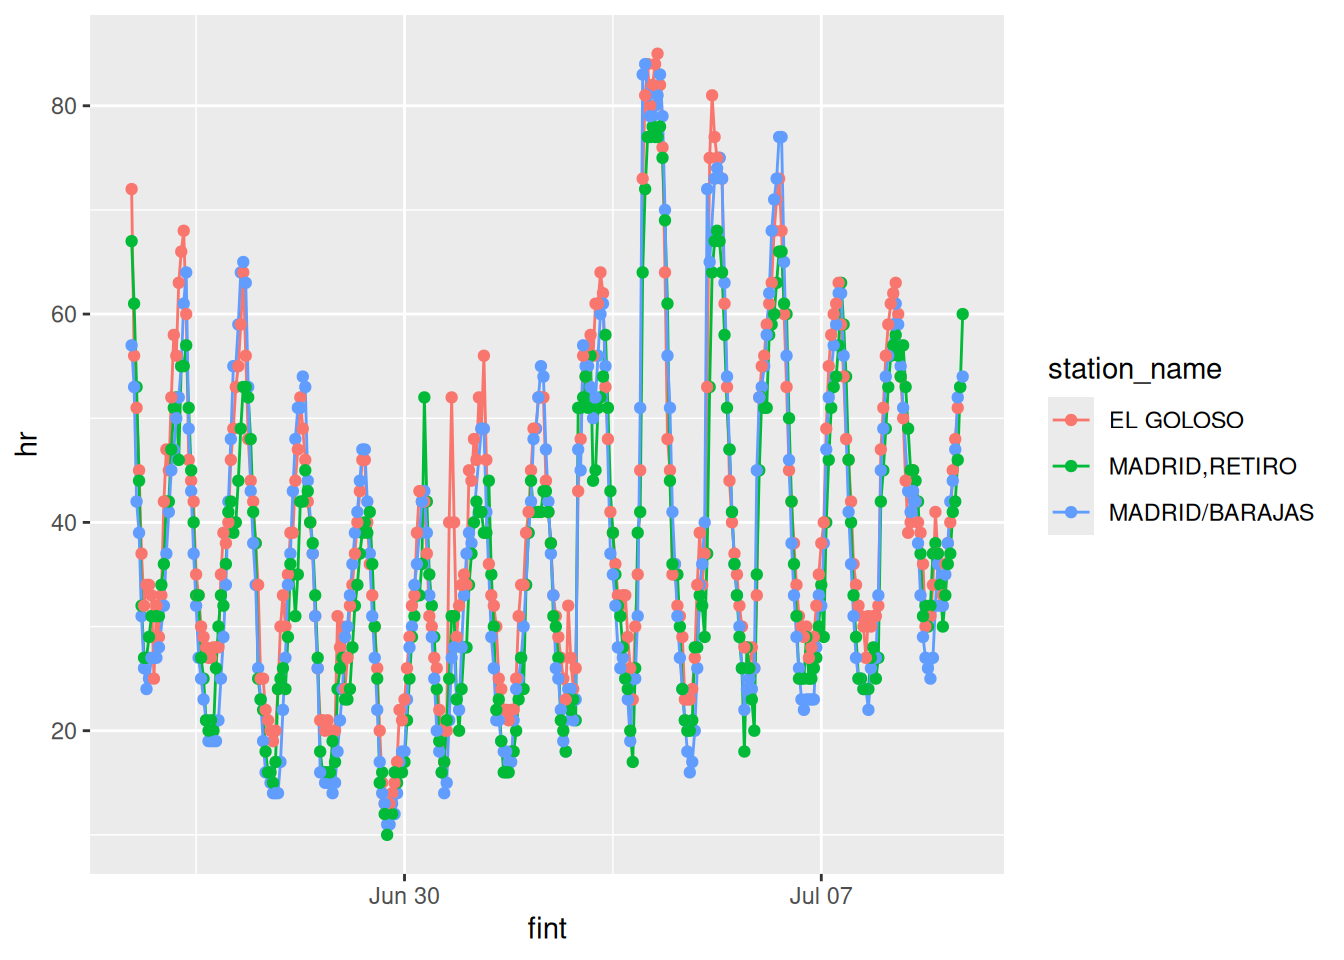 hr
80
60
40
20
Jun 30
Jul 07
fint
station_name
EL GOLOSO
MADRID,RETIRO
MADRID/BARAJAS